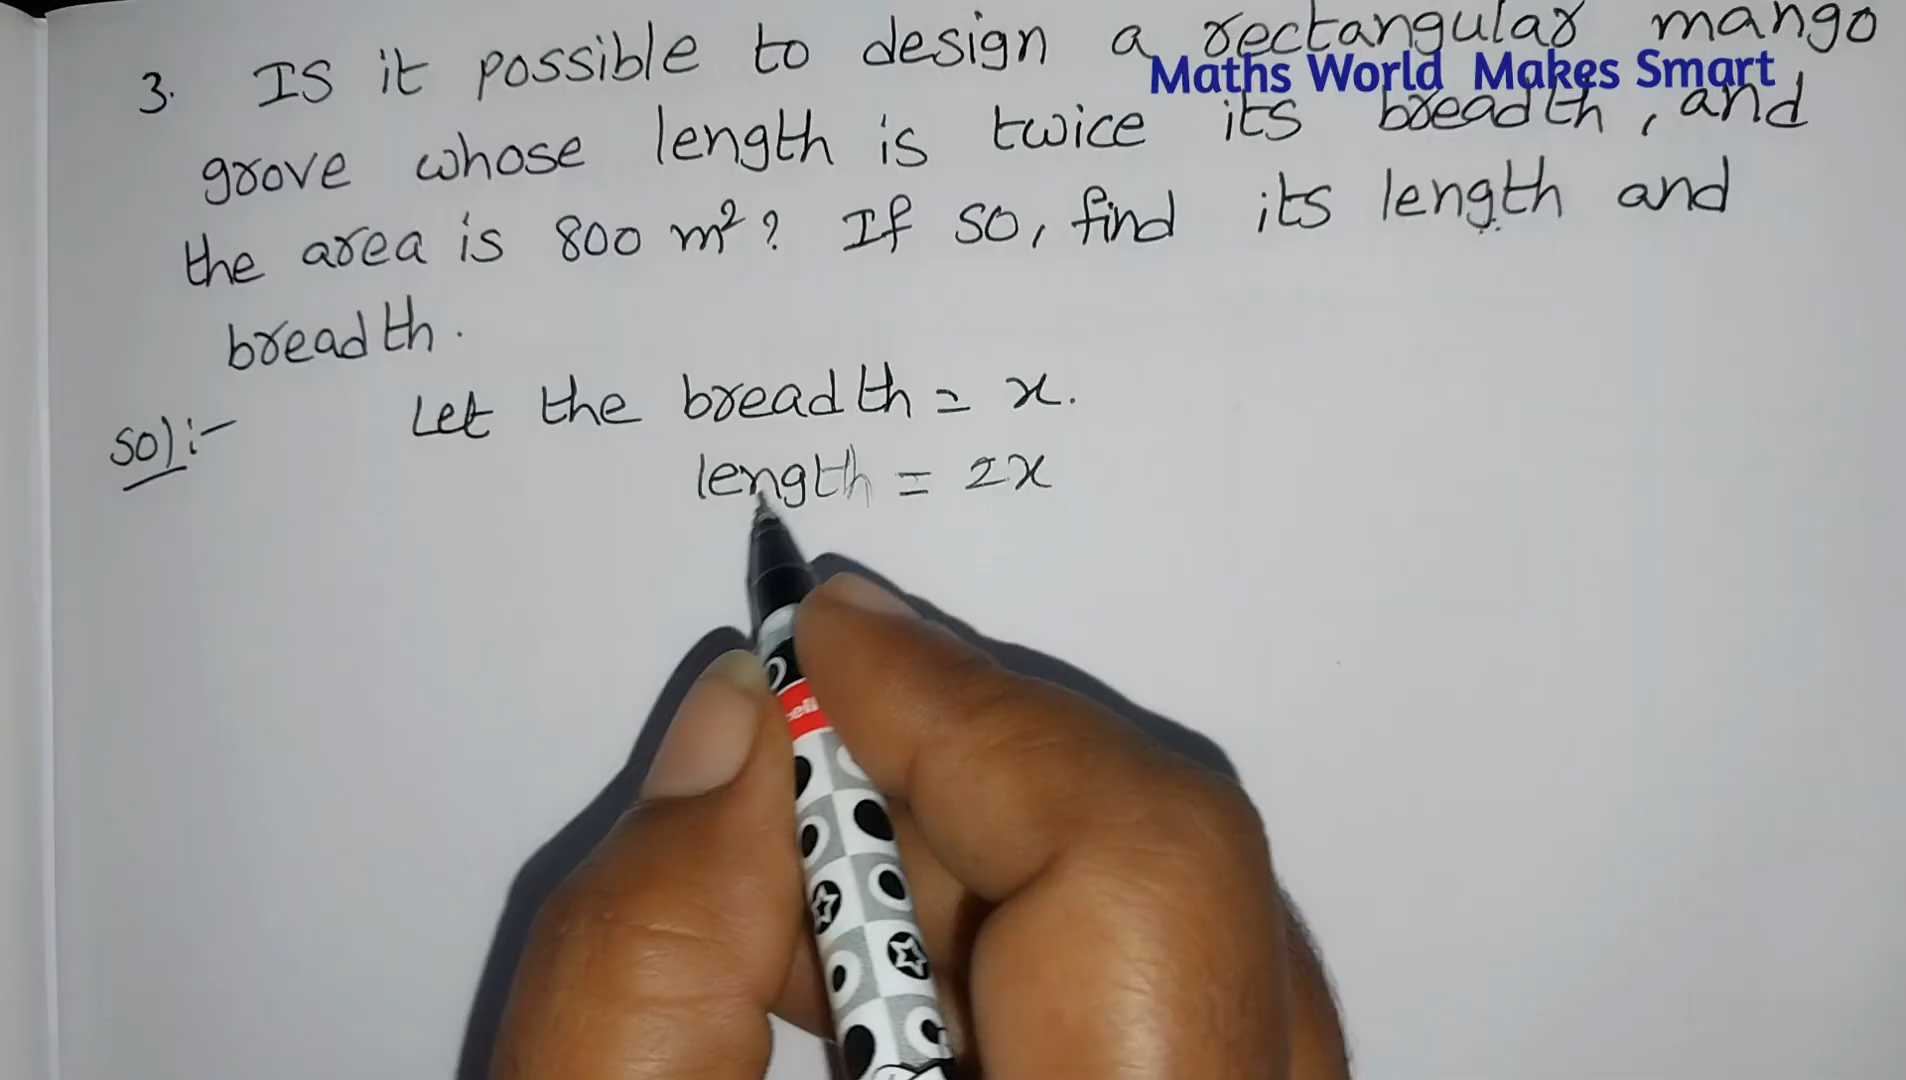 3. Is it possible to design a rectangular mango
Maths World Makes Smart
grove whose length is twice its breadth, and
the area is 800 m²? If so, find its length and
breadth.
Sol:- Let the breadth = x.
length = 2x
cell